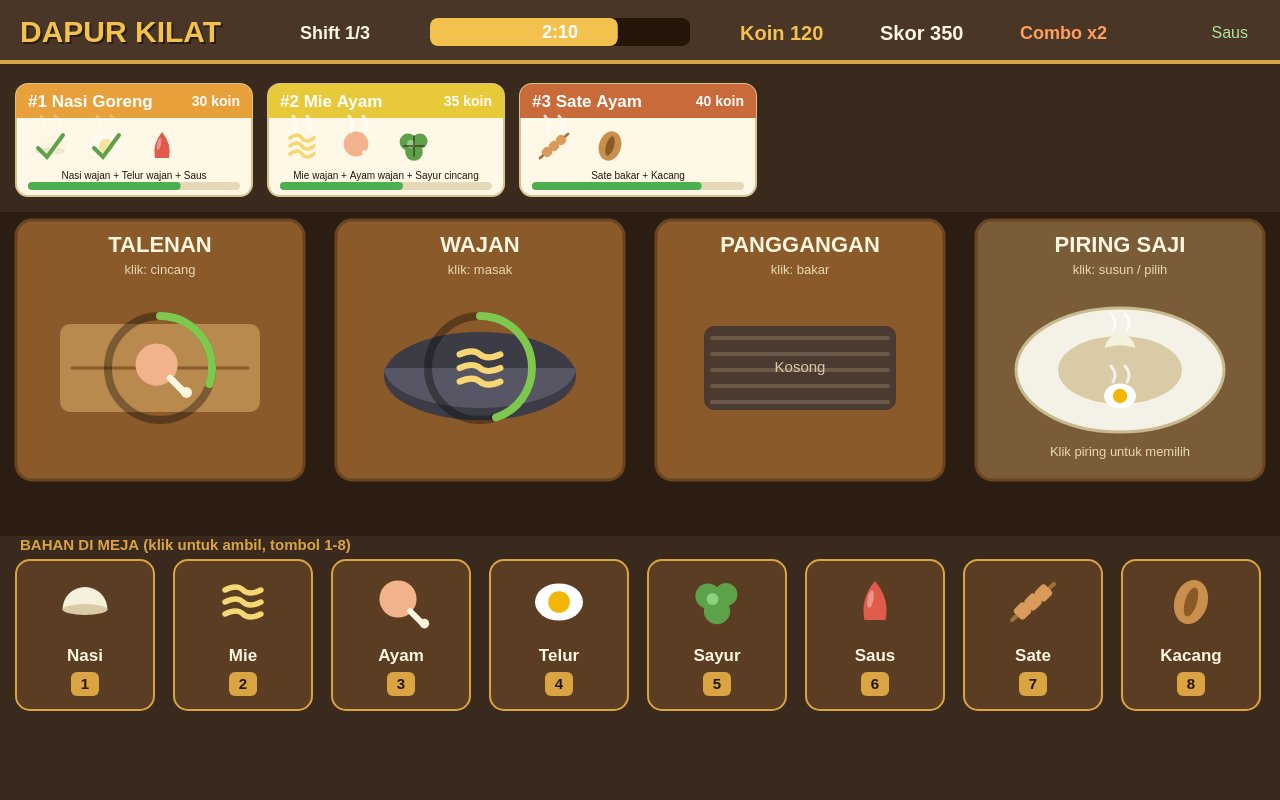 DAPUR KILAT
Shift 1/3
2:10
Koin 120
Skor 350
Combo x2
Saus
#1 Nasi Goreng
30 koin
Nasi wajan + Telur wajan + Saus
#2 Mie Ayam
35 koin
Mie wajan + Ayam wajan + Sayur cincang
#3 Sate Ayam
40 koin
Sate bakar + Kacang
TALENAN
klik: cincang
WAJAN
klik: masak
PANGGANGAN
klik: bakar
Kosong
PIRING SAJI
klik: susun / pilih
Klik piring untuk memilih
BAHAN DI MEJA (klik untuk ambil, tombol 1-8)
Nasi
1
Mie
2
Ayam
3
Telur
4
Sayur
5
Saus
6
Sate
7
Kacang
8